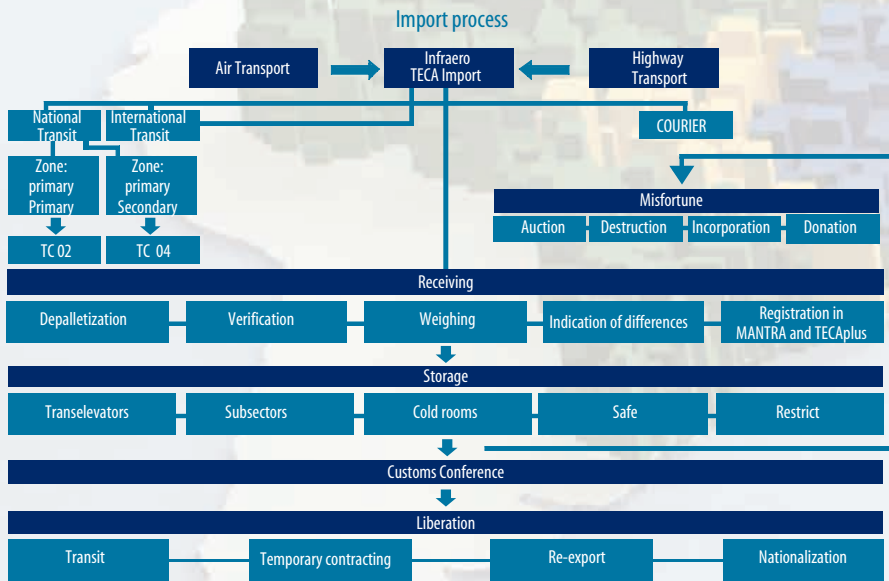 Import process
Air Transport
Infraero
TECA Import
Highway
Transport
National
Transit
International
Transit
COURIER
Zone:
primary
Primary
Zone:
primary
Secondary
Misfortune
Auction
Destruction
Incorporation
Donation
TC 02
TC 04
Receiving
Depalletization
Verification
Weighing
Indication of differences
Registration in
MANTRA and TECAplus
Storage
Transelevators
Subsectors
Cold rooms
Safe
Restrict
Customs Conference
Liberation
Transit
Temporary contracting
Re-export
Nationalization